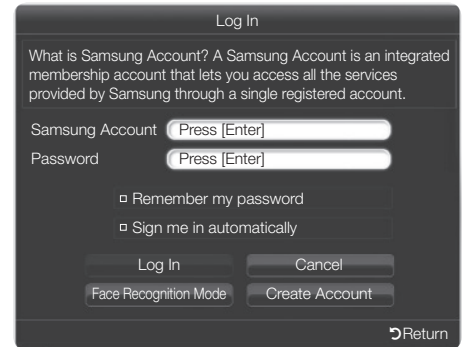 Log In
What is Samsung Account? A Samsung Account is an integrated
membership account that lets you access all the services
provided by Samsung through a single registered account.
Samsung Account Press [Enter]
Password Press [Enter]
Remember my password
Sign me in automatically
Log In Cancel
Face Recognition Mode Create Account
Return